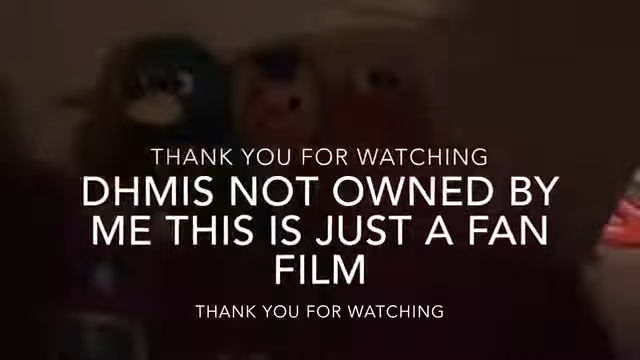 THANK YOU FOR WATCHING
DHMIS NOT OWNED BY
ME THIS IS JUST A FAN
FILM
THANK YOU FOR WATCHING